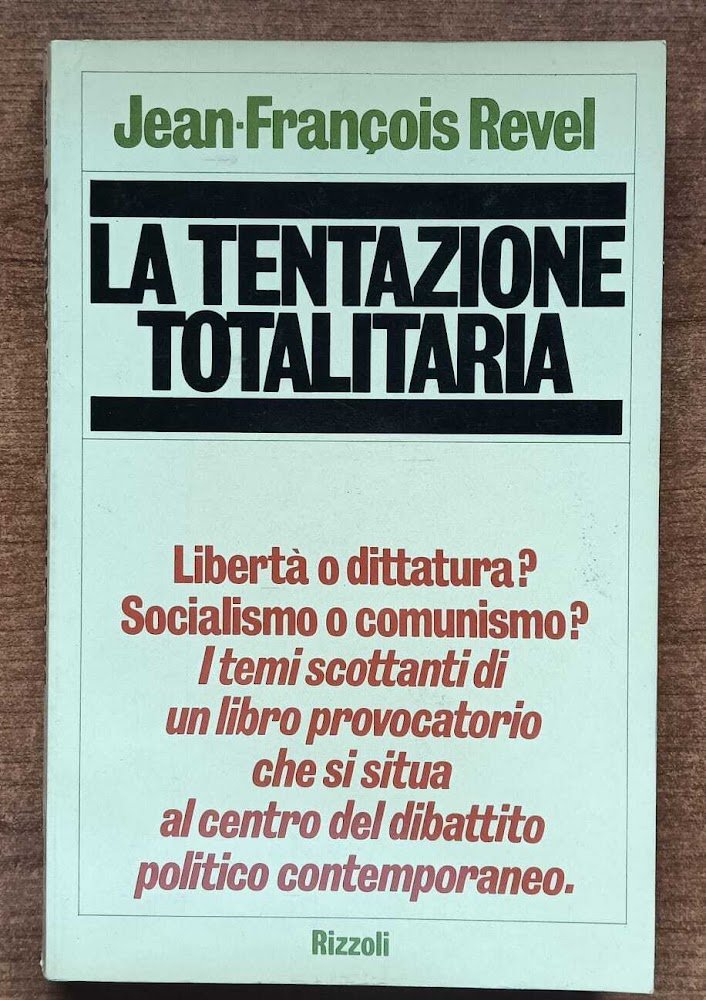 Jean-François Revel
LA TENTAZIONE
TOTALITARIA
Libertà o dittatura?
Socialismo o comunismo?
I temi scottanti di
un libro provocatorio
che si situa
al centro del dibattito
politico contemporaneo.
Rizzoli